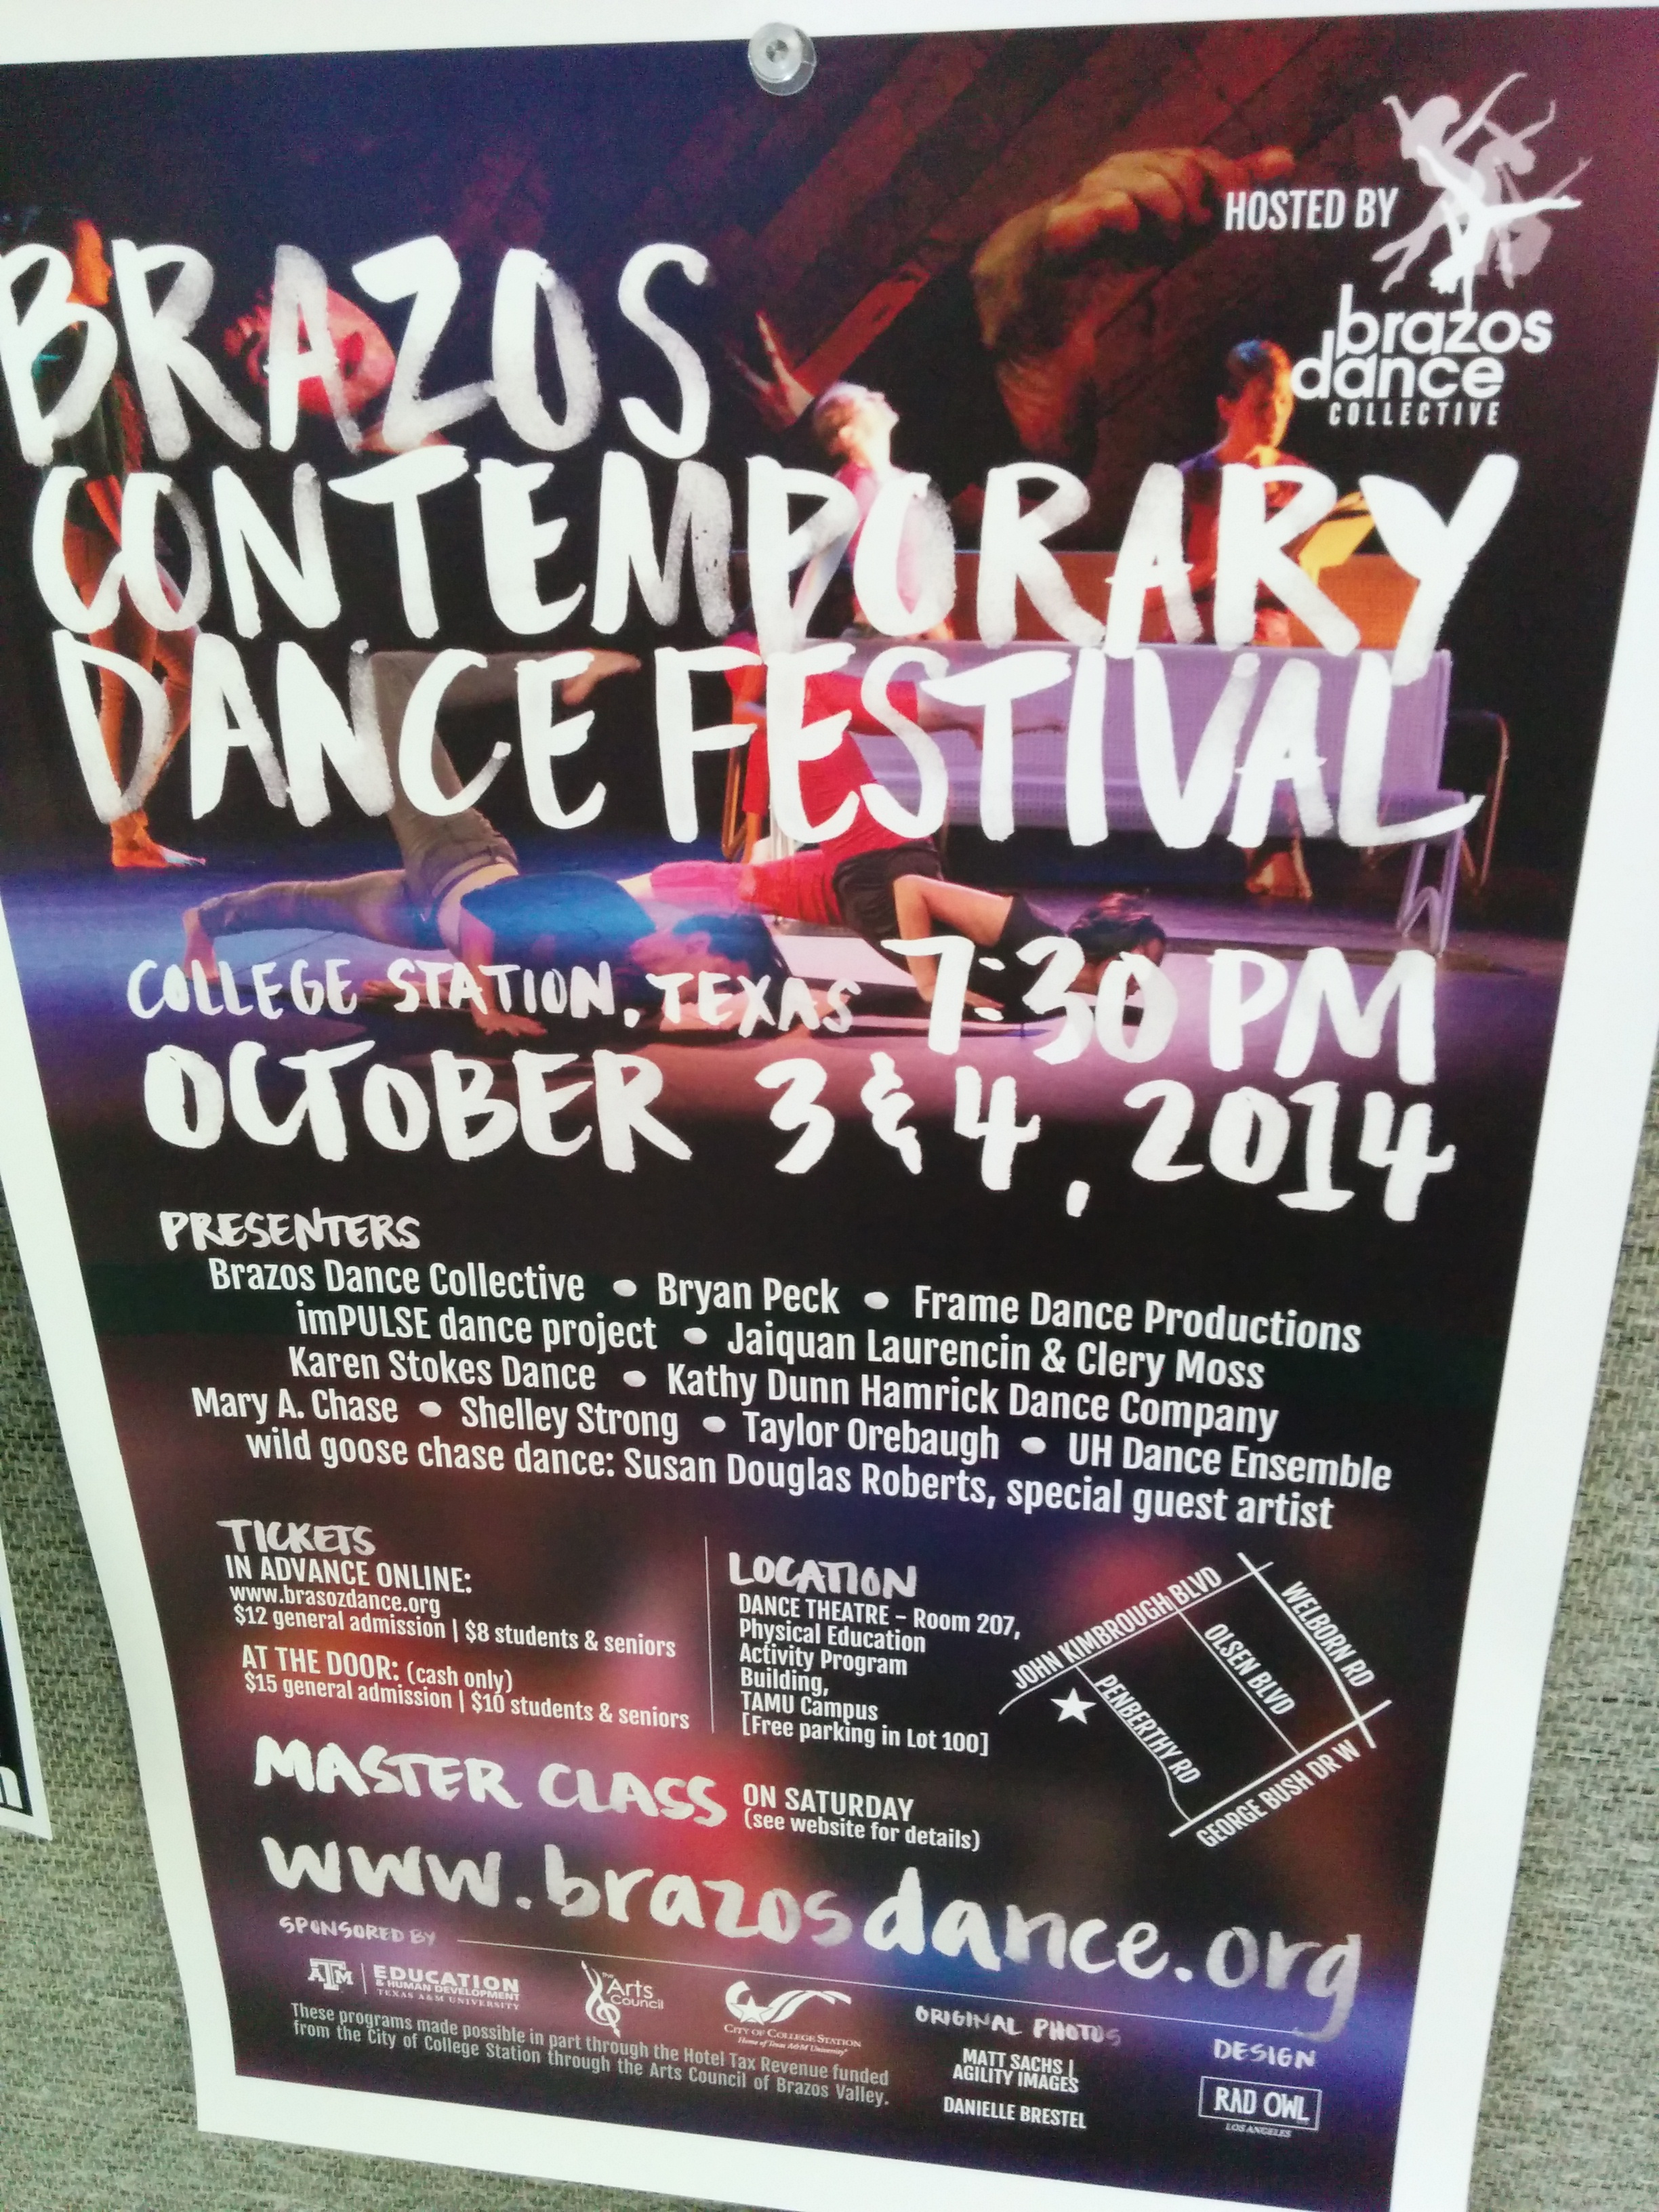 HOSTED BY
brazos
dance
COLLECTIVE
BRAZOS
CONTEMPORARY
DANCE FESTIVAL
COLLEGE STATION, TEXAS 7:30 PM
OCTOBER 3 & 4, 2014
PRESENTERS
Brazos Dance Collective • Bryan Peck • Frame Dance Productions
imPULSE dance project • Jaiquan Laurencin & Clery Moss
Karen Stokes Dance • Kathy Dunn Hamrick Dance Company
Mary A. Chase • Shelley Strong • Taylor Orebaugh • UH Dance Ensemble
wild goose chase dance: Susan Douglas Roberts, special guest artist
TICKETS
IN ADVANCE ONLINE:
www.brasozdance.org
$12 general admission | $8 students & seniors
AT THE DOOR: (cash only)
$15 general admission | $10 students & seniors
LOCATION
DANCE THEATRE – Room 207,
Physical Education
Activity Program
Building,
TAMU Campus
[Free parking in Lot 100]
JOHN KIMBROUGH BLVD
WELBORN RD
OLSEN BLVD
PENBERTHY RD
GEORGE BUSH DR W
MASTER CLASS ON SATURDAY
(see website for details)
www.brazosdance.org
SPONSORED BY
ATM EDUCATION
& HUMAN DEVELOPMENT
TEXAS A&M UNIVERSITY
The Arts
Council
CITY OF COLLEGE STATION
Home of Texas A&M University
These programs made possible in part through the Hotel Tax Revenue funded
from the City of College Station through the Arts Council of Brazos Valley.
ORIGINAL PHOTOS
MATT SACHS |
AGILITY IMAGES
DANIELLE BRESTEL
DESIGN
RAD OWL
LOS ANGELES
n